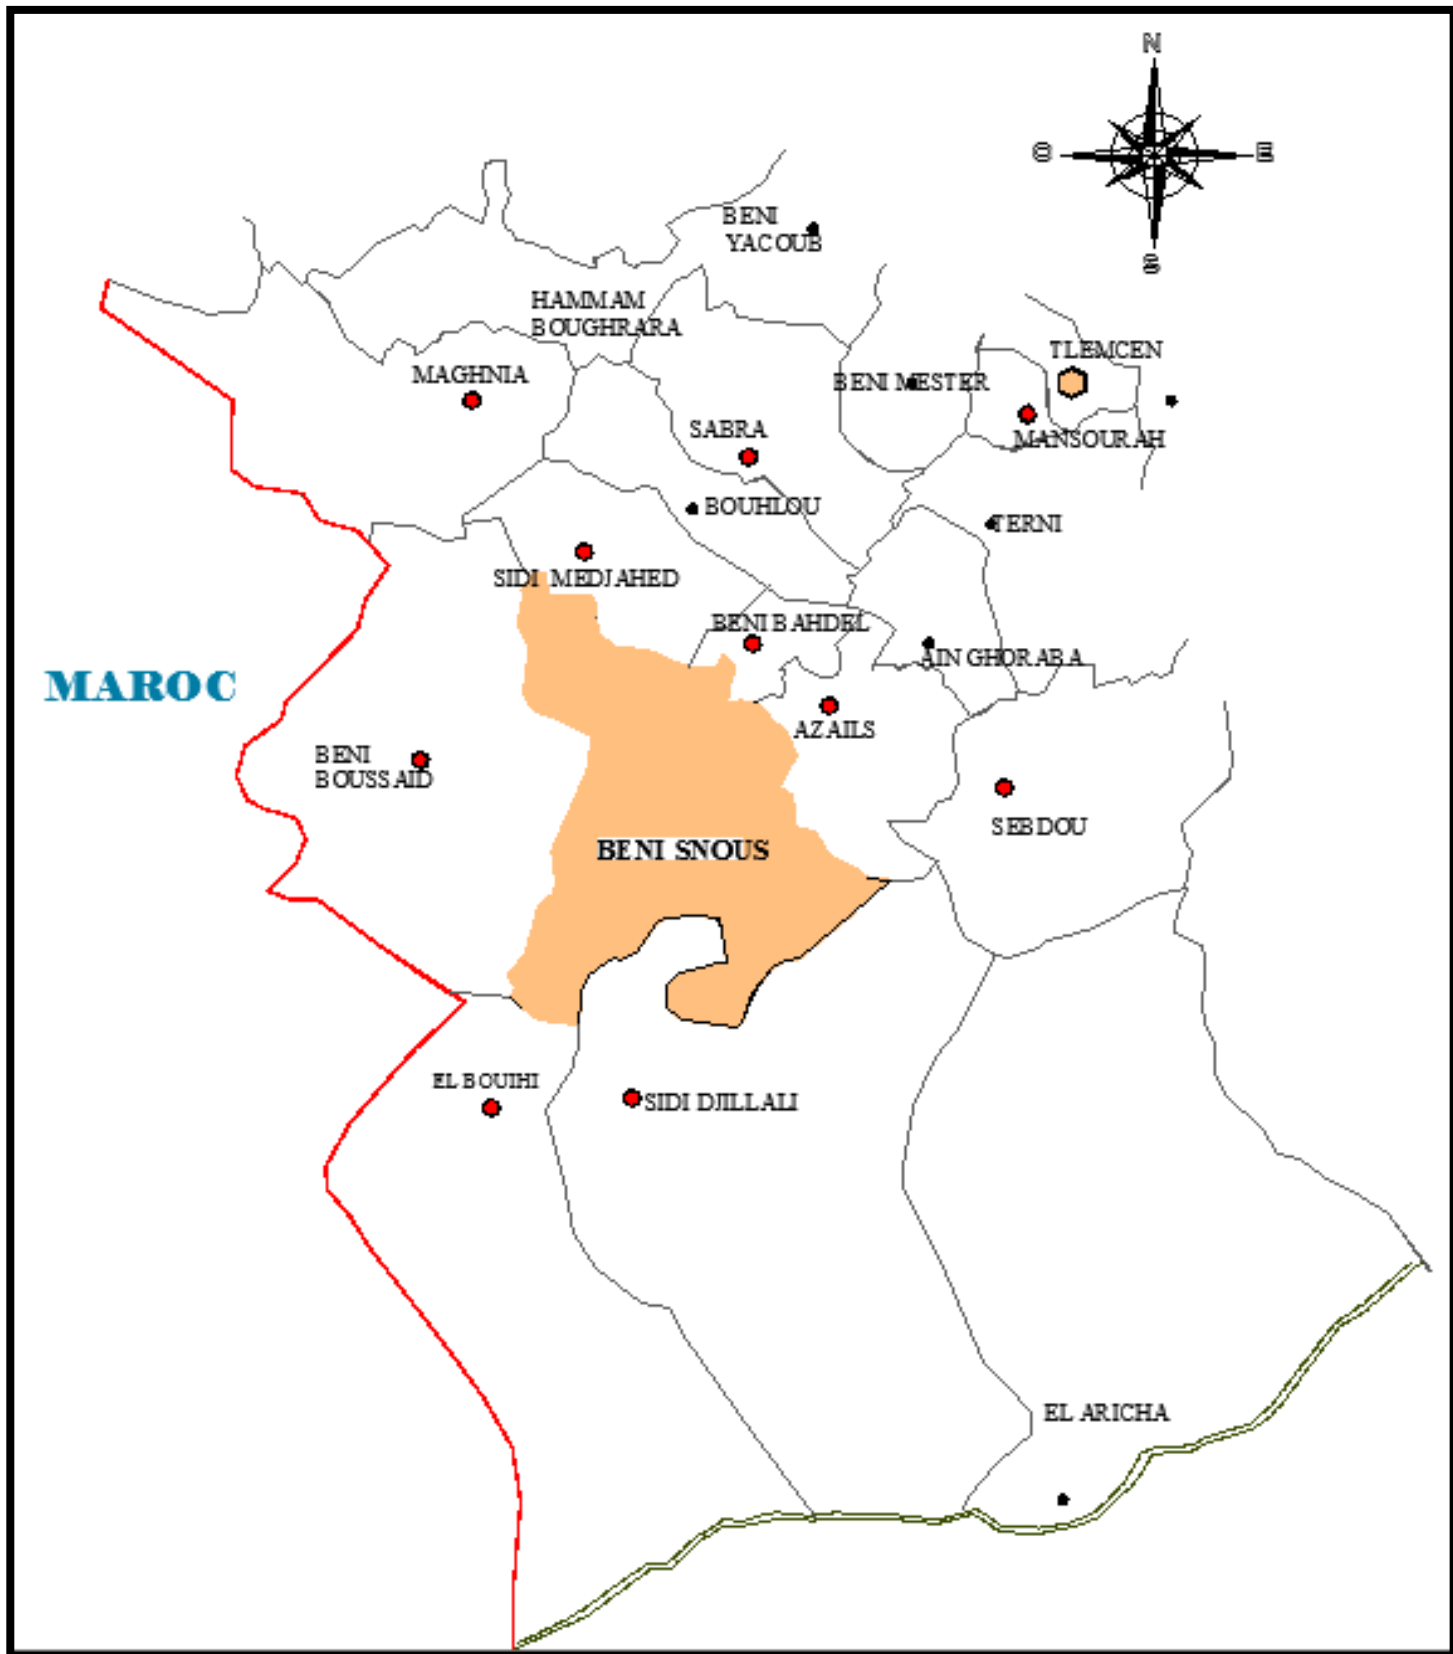 N
O
E
S
BENI
YACOUB
HAMMAM
BOUGHRARA
TLEMCEN
MAGHNIA
BENI MESTER
SABRA
MANSOURAH
BOUHLOU
TERNI
SIDI MEDJAHED
BENI BAHDEL
AIN GHORABA
MAROC
AZAILS
BENI
BOUSSAID
SEBDOU
BENI SNOUS
EL BOUIHI
SIDI DJILLALI
EL ARICHA